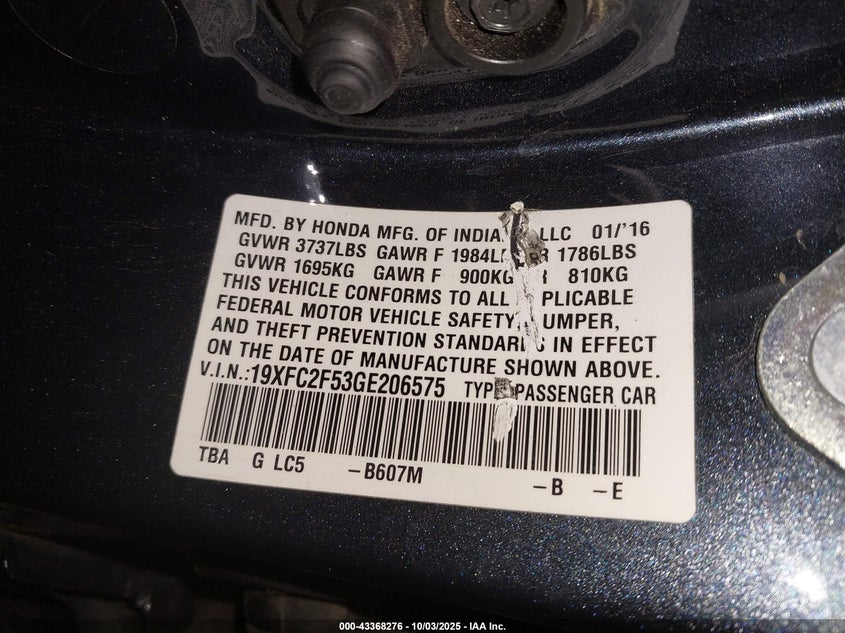 MFD. BY HONDA MFG. OF INDIA LLC 01/'16
GVWR 3737LBS GAWR F 1984L R 1786LBS
GVWR 1695KG GAWR F 900KG R 810KG
THIS VEHICLE CONFORMS TO ALL PLICABLE
FEDERAL MOTOR VEHICLE SAFETY, UMPER,
AND THEFT PREVENTION STANDARDS IN EFFECT
ON THE DATE OF MANUFACTURE SHOWN ABOVE.
V.I.N.:19XFC2F53GE206575 TYPE PASSENGER CAR
TBA G LC5 –B607M –B –E
000-43368276 - 10/03/2025 - IAA Inc.